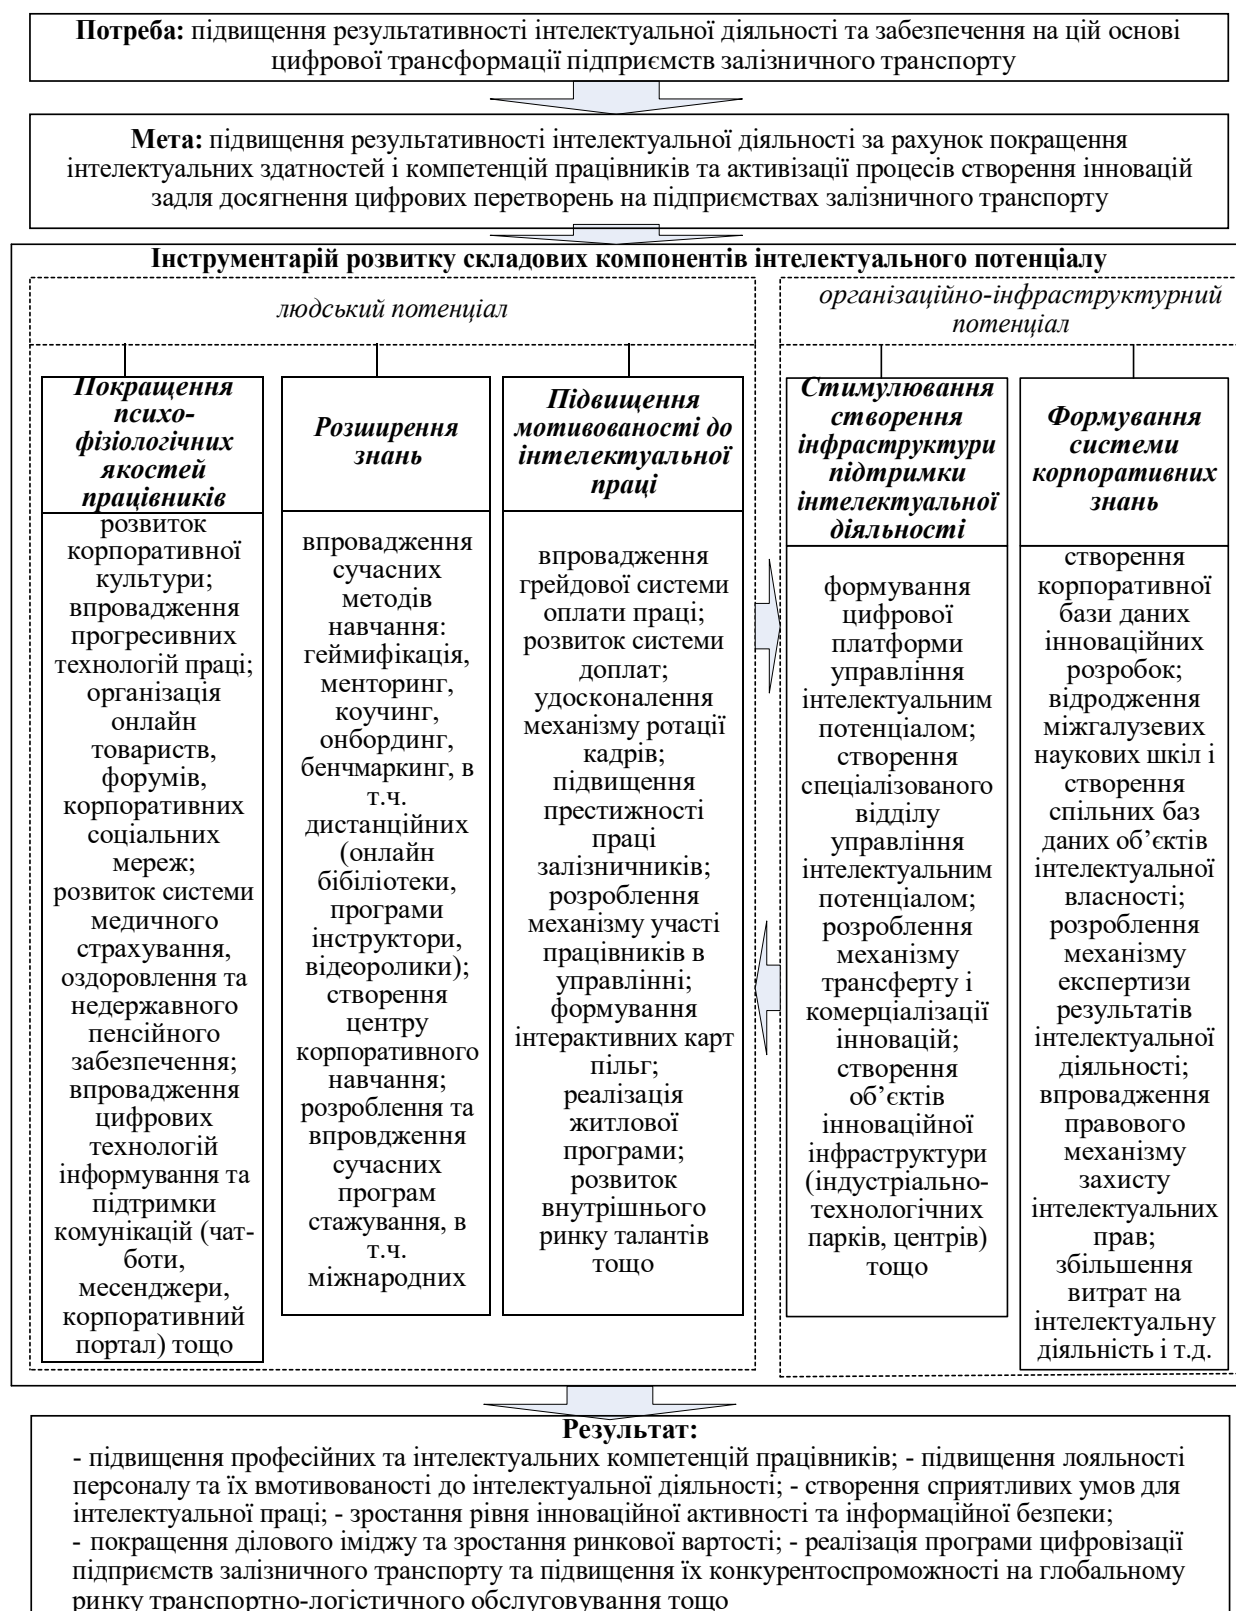 Потреба: підвищення результативності інтелектуальної діяльності та забезпечення на цій основі
цифрової трансформації підприємств залізничного транспорту
Мета: підвищення результативності інтелектуальної діяльності за рахунок покращення
інтелектуальних здатностей і компетенцій працівників та активізації процесів створення інновацій
задля досягнення цифрових перетворень на підприємствах залізничного транспорту
Інструментарій розвитку складових компонентів інтелектуального потенціалу
людський потенціал
Покращення
психо-
фізіологічних
якостей
працівників
розвиток
корпоративної
культури;
впровадження
прогресивних
технологій праці;
організація
онлайн
товариств,
форумів,
корпоративних
соціальних
мереж;
розвиток системи
медичного
страхування,
оздоровлення та
недержавного
пенсійного
забезпечення;
впровадження
цифрових
технологій
інформування та
підтримки
комунікацій (чат-
боти,
месенджери,
корпоративний
портал) тощо
Розширення
знань
впровадження
сучасних
методів
навчання:
геймифікація,
менторинг,
коучинг,
онбординг,
бенчмаркинг, в
т.ч.
дистанційних
(онлайн
бібліотеки,
програми
інструктори,
відеоролики);
створення
центру
корпоративного
навчання;
розроблення та
впровдження
сучасних
програм
стажування, в
т.ч.
міжнародних
Підвищення
мотивованості до
інтелектуальної
праці
впровадження
грейдової системи
оплати праці;
розвиток системи
доплат;
удосконалення
механізму ротації
кадрів;
підвищення
престижності
праці
залізничників;
розроблення
механізму участі
працівників в
управлінні;
формування
інтерактивних карт
пільг;
реалізація
житлової
програми;
розвиток
внутрішнього
ринку талантів
тощо
організаційно-інфраструктурний
потенціал
Стимулювання
створення
інфраструктури
підтримки
інтелектуальної
діяльності
формування
цифрової
платформи
управління
інтелектуальним
потенціалом;
створення
спеціалізованого
відділу
управління
інтелектуальним
потенціалом;
розроблення
механізму
трансферту і
комерціалізації
інновацій;
створення
об’єктів
інноваційної
інфраструктури
(індустріально-
технологічних
парків, центрів)
тощо
Формування
системи
корпоративних
знань
створення
корпоративної
бази даних
інноваційних
розробок;
відродження
міжгалузевих
наукових шкіл і
створення
спільних баз
даних об’єктів
інтелектуальної
власності;
розроблення
механізму
експертизи
результатів
інтелектуальної
діяльності;
впровадження
правового
механізму
захисту
інтелектуальних
прав;
збільшення
витрат на
інтелектуальну
діяльність і т.д.
Результат:
- підвищення професійних та інтелектуальних компетенцій працівників; - підвищення лояльності
персоналу та їх вмотивованості до інтелектуальної діяльності; - створення сприятливих умов для
інтелектуальної праці; - зростання рівня інноваційної активності та інформаційної безпеки;
- покращення ділового іміджу та зростання ринкової вартості; - реалізація програми цифровізації
підприємств залізничного транспорту та підвищення їх конкурентоспроможності на глобальному
ринку транспортно-логістичного обслуговування тощо